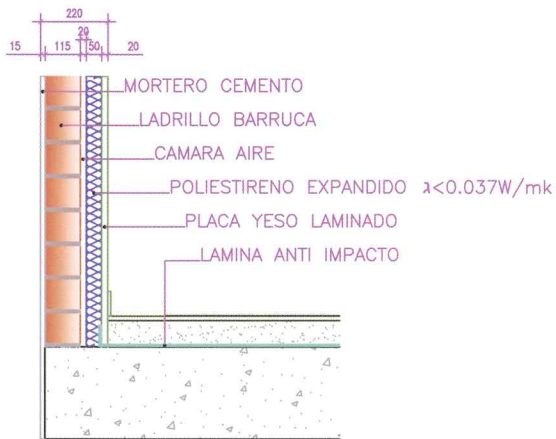 220
20
15 115 50 20
MORTERO CEMENTO
LADRILLO BARRUCA
CAMARA AIRE
POLIESTIRENO EXPANDIDO λ<0.037W/mk
PLACA YESO LAMINADO
LAMINA ANTI IMPACTO